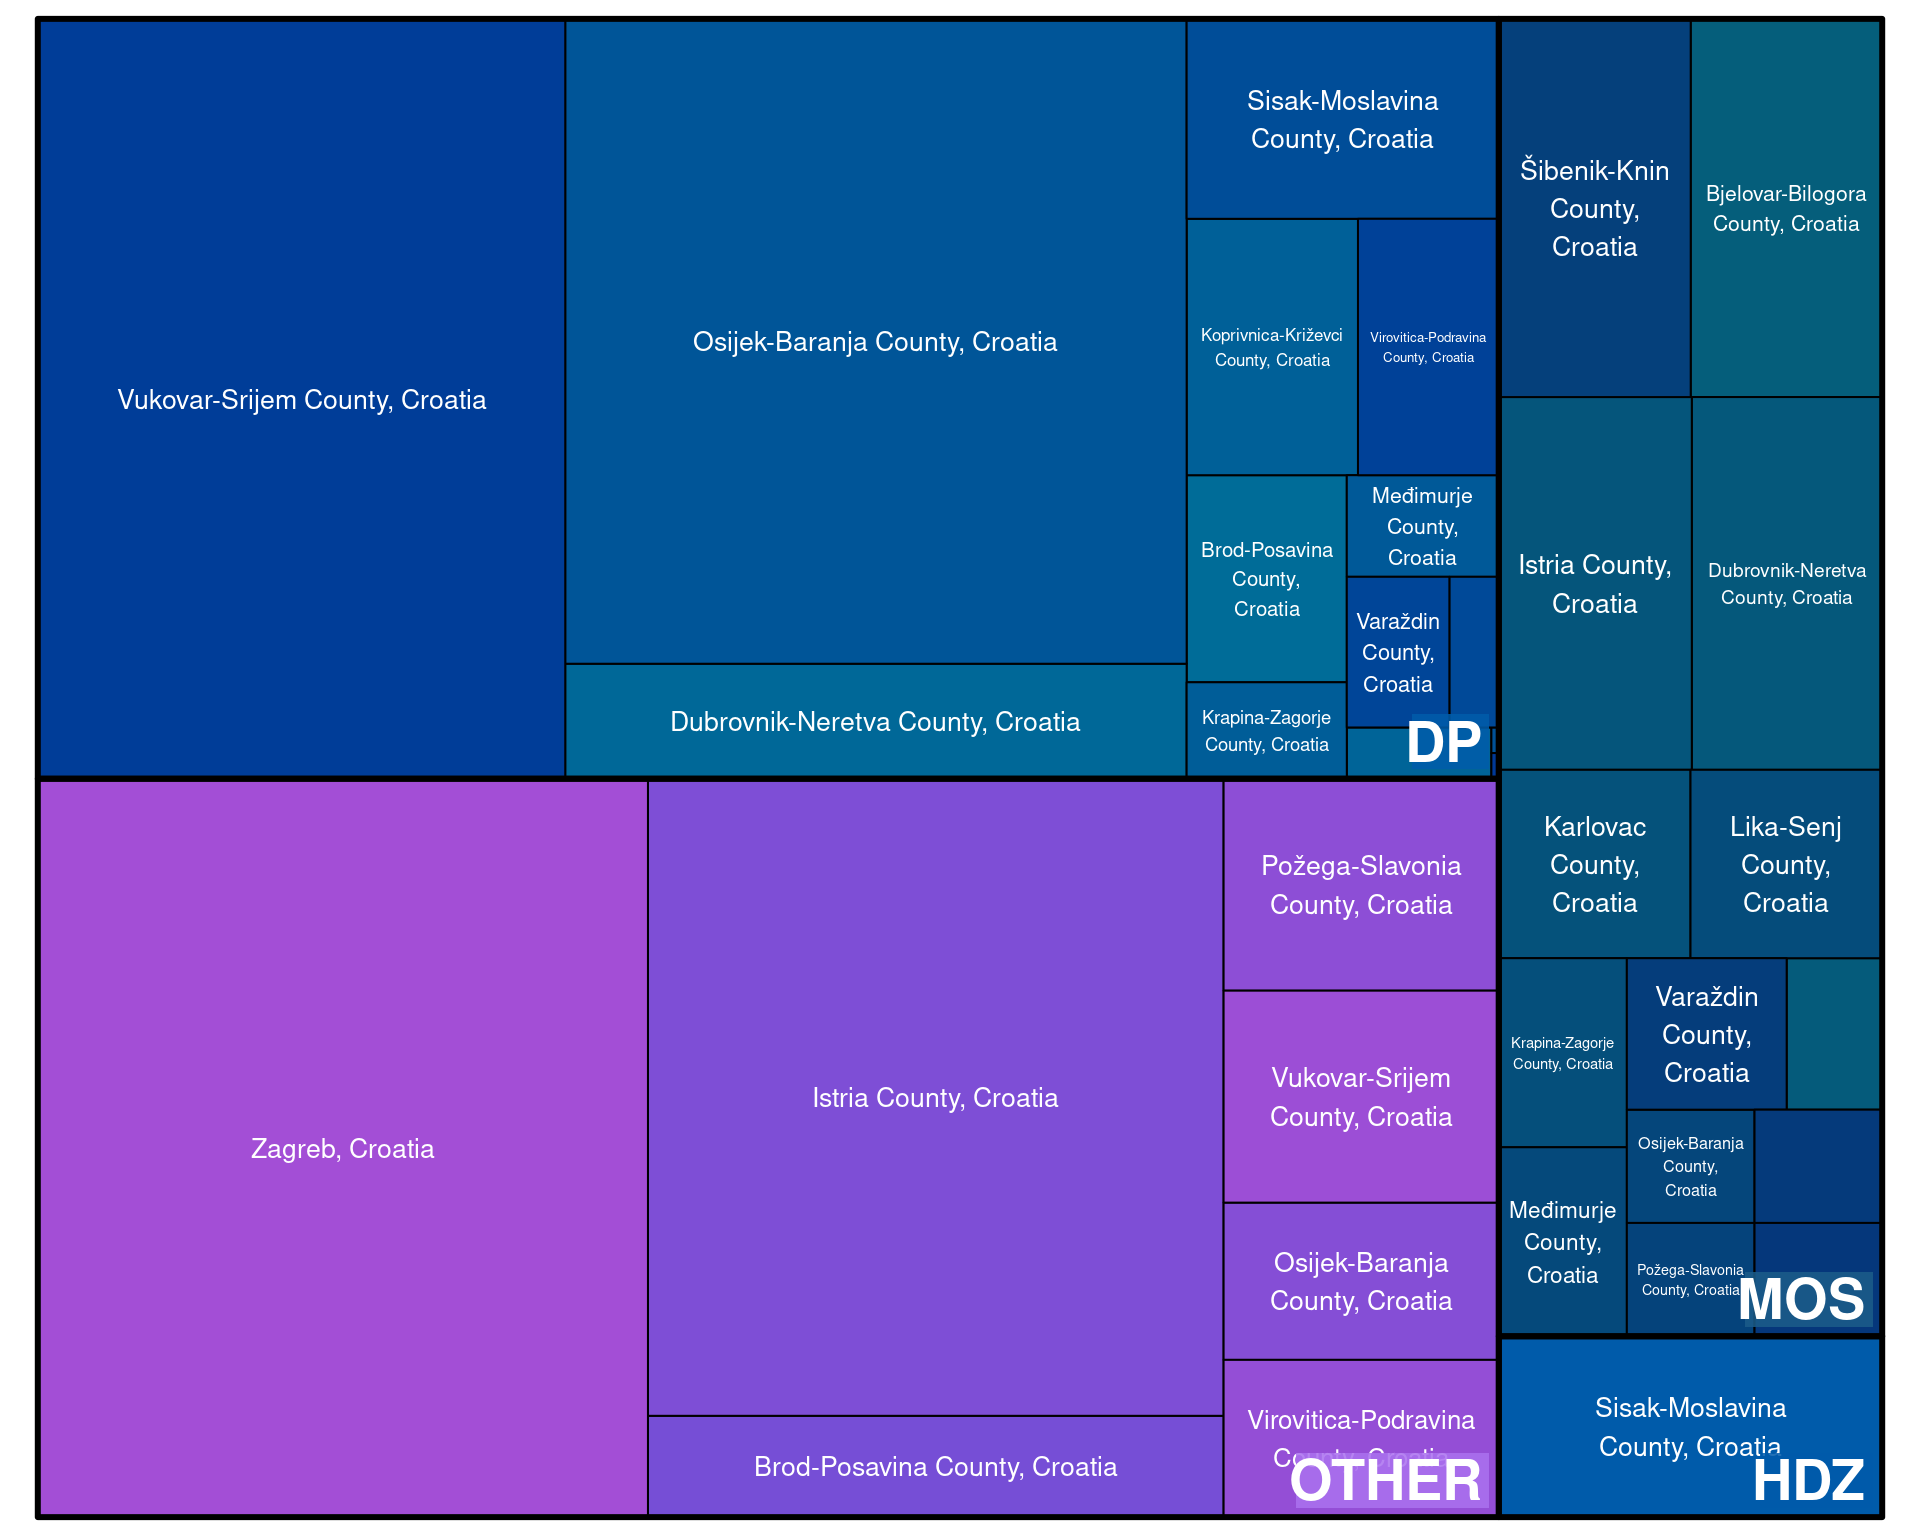 Vukovar-Srijem County, Croatia
Osijek-Baranja County, Croatia
Dubrovnik-Neretva County, Croatia
Sisak-Moslavina
County, Croatia
Koprivnica-Križevci
County, Croatia
Virovitica-Podravina
County, Croatia
Brod-Posavina
County,
Croatia
Međimurje
County,
Croatia
Varaždin
County,
Croatia
Krapina-Zagorje
County, Croatia
DP
Zagreb, Croatia
Istria County, Croatia
Brod-Posavina County, Croatia
Požega-Slavonia
County, Croatia
Vukovar-Srijem
County, Croatia
Osijek-Baranja
County, Croatia
Virovitica-Podravina
County, Croatia
OTHER
Šibenik-Knin
County,
Croatia
Bjelovar-Bilogora
County, Croatia
Istria County,
Croatia
Dubrovnik-Neretva
County, Croatia
Karlovac
County,
Croatia
Lika-Senj
County,
Croatia
Krapina-Zagorje
County, Croatia
Varaždin
County,
Croatia
Međimurje
County,
Croatia
Osijek-Baranja
County,
Croatia
Požega-Slavonia
County, Croatia
MOS
Sisak-Moslavina
County, Croatia
HDZ